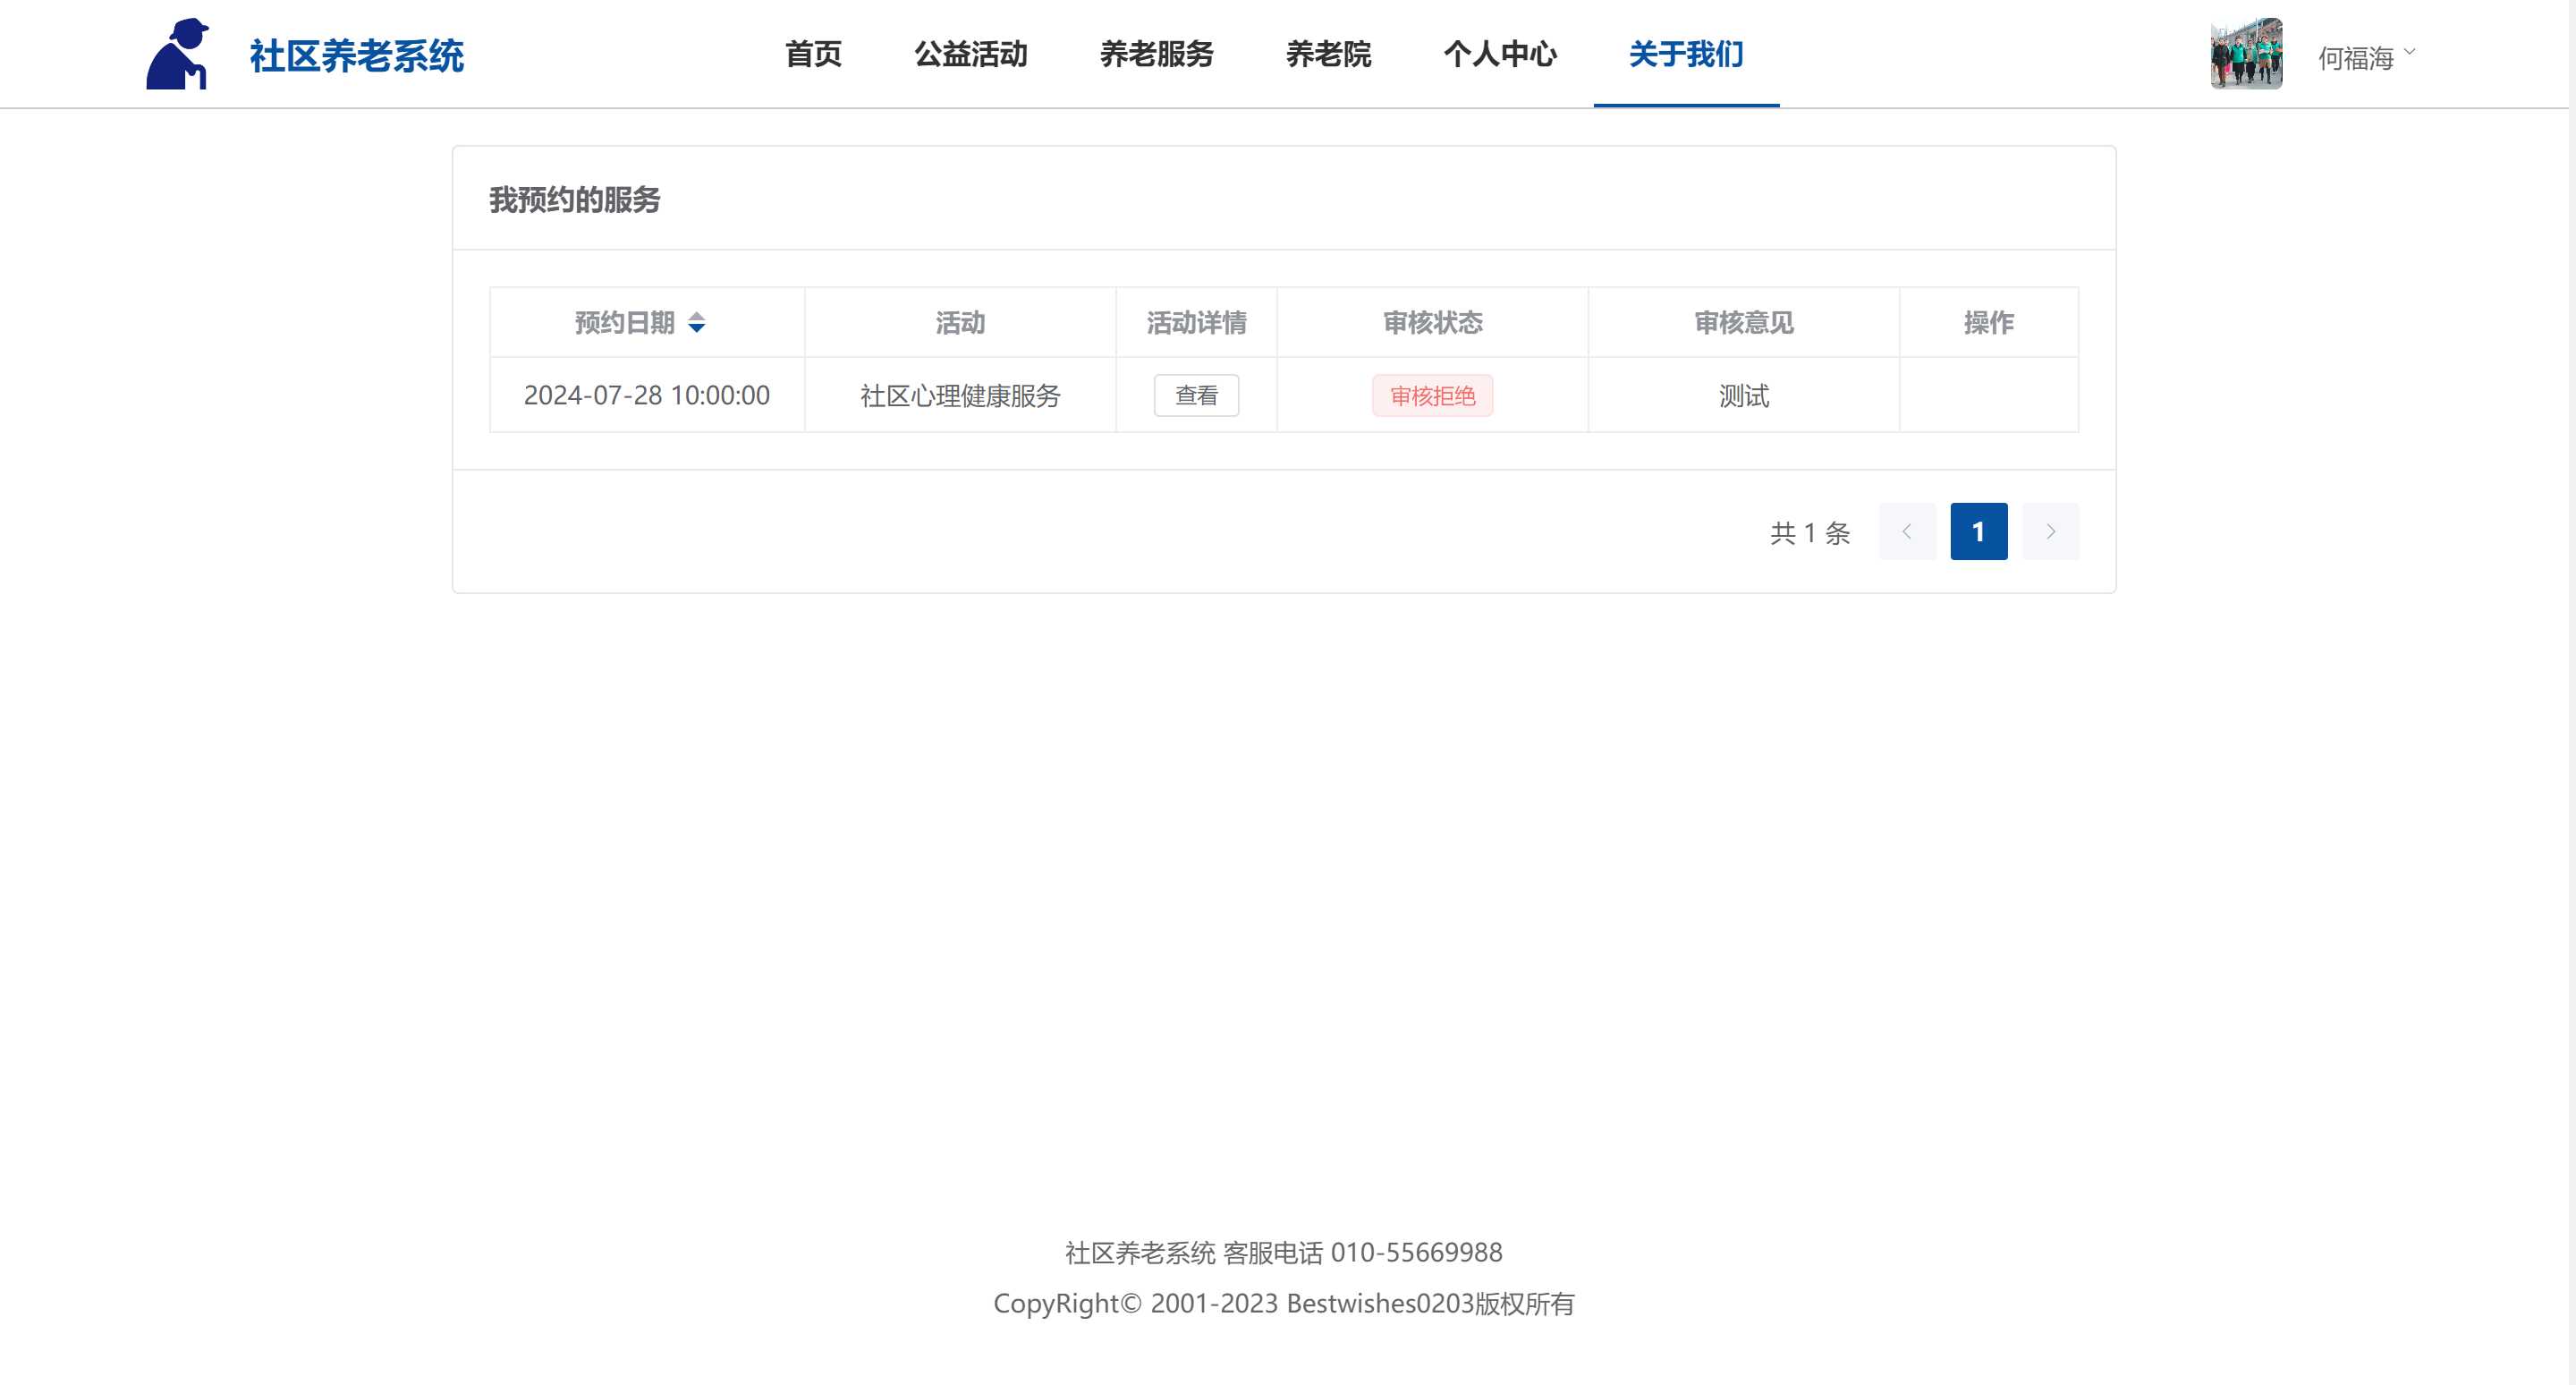 社区养老系统 首页 公益活动 养老服务 养老院 个人中心 关于我们 何福海
我预约的服务
预约日期 活动 活动详情 审核状态 审核意见 操作
2024-07-28 10:00:00 社区心理健康服务 查看 审核拒绝 测试
共 1 条 1
社区养老系统 客服电话 010-55669988
CopyRight© 2001-2023 Bestwishes0203版权所有